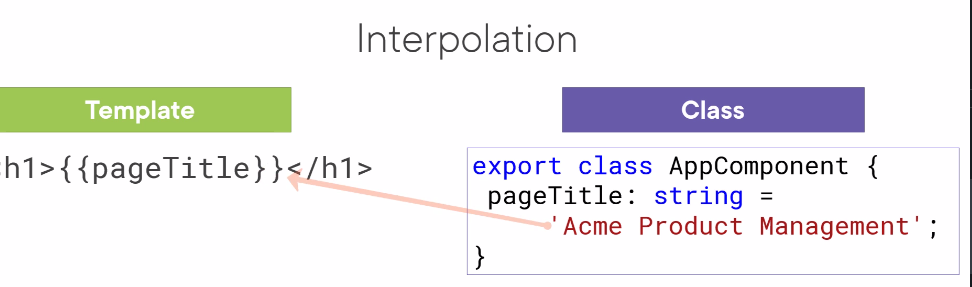 Interpolation
Template
Class
h1>{{pageTitle}}</h1>
export class AppComponent {
pageTitle: string =
'Acme Product Management';
}